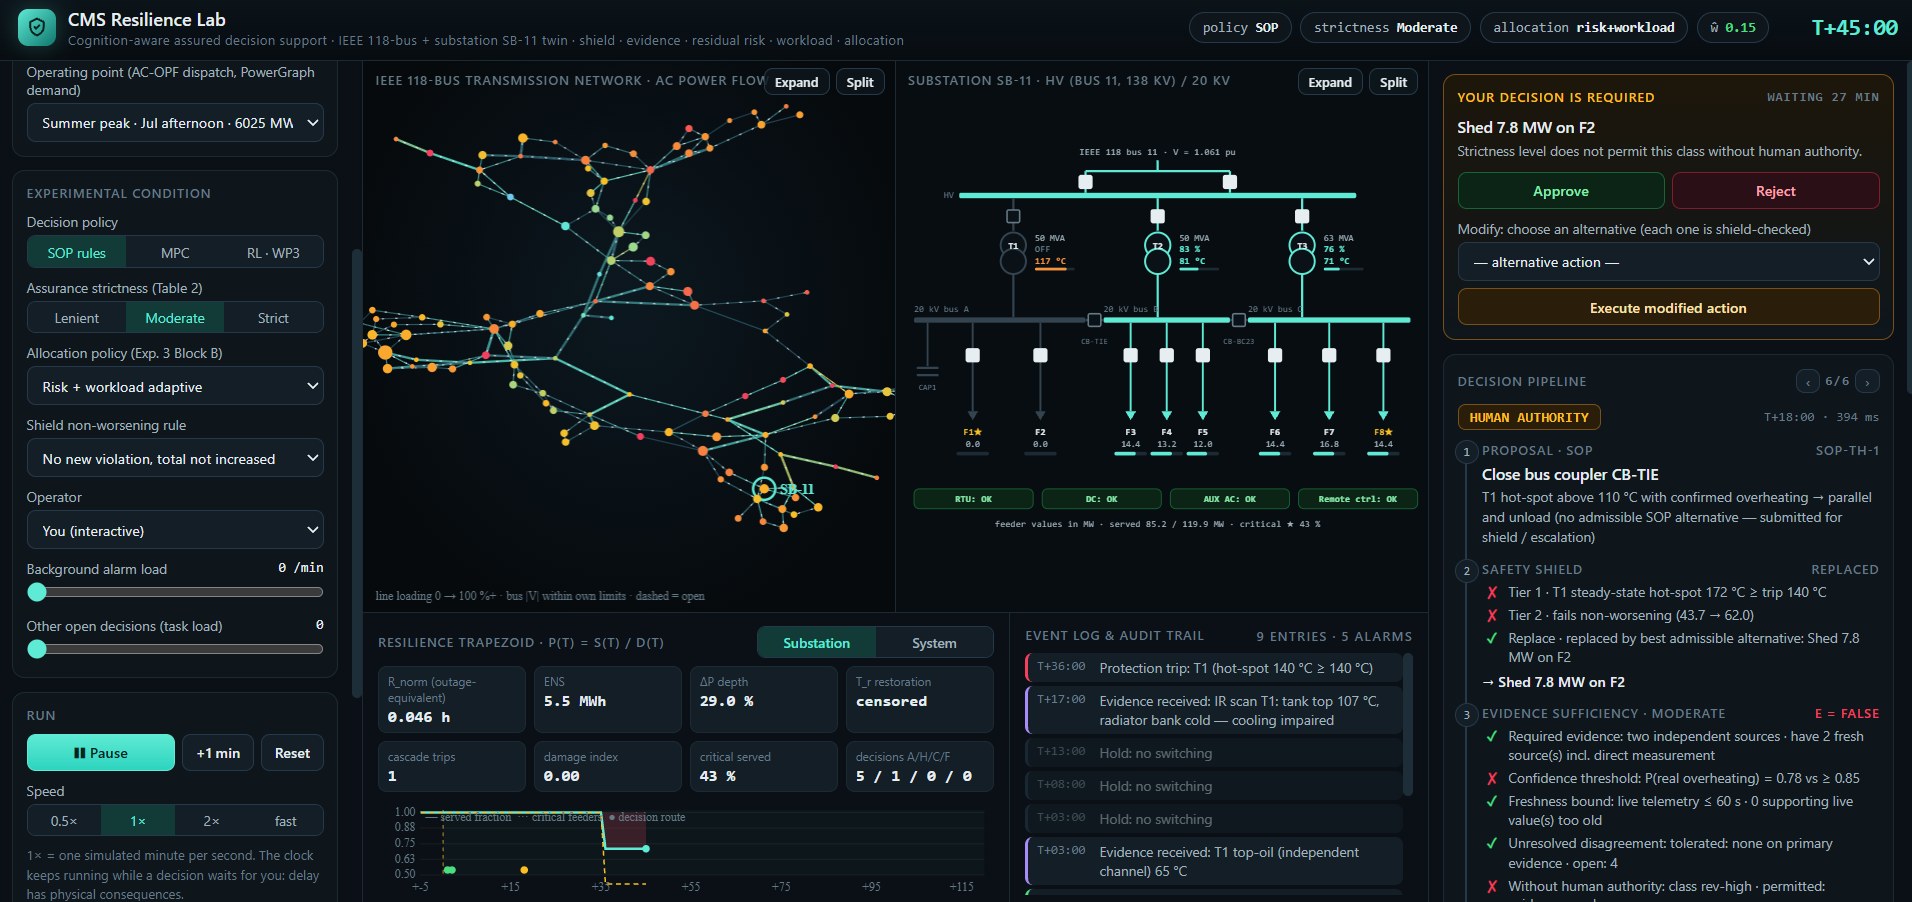 CMS Resilience Lab
Cognition-aware assured decision support · IEEE 118-bus + substation SB-11 twin · shield · evidence · residual risk · workload · allocation
policy SOP
strictness Moderate
allocation risk+workload
ŵ 0.15
T+45:00
Operating point (AC-OPF dispatch, PowerGraph
demand)
Summer peak · Jul afternoon · 6025 MW
EXPERIMENTAL CONDITION
Decision policy
SOP rules
MPC
RL · WP3
Assurance strictness (Table 2)
Lenient
Moderate
Strict
Allocation policy (Exp. 3 Block B)
Risk + workload adaptive
Shield non-worsening rule
No new violation, total not increased
Operator
You (interactive)
Background alarm load
0 /min
Other open decisions (task load)
0
RUN
Pause
+1 min
Reset
Speed
0.5×
1×
2×
fast
1× = one simulated minute per second. The clock
keeps running while a decision waits for you: delay
has physical consequences.
IEEE 118-BUS TRANSMISSION NETWORK · AC POWER FLOW
Expand
Split
SB-11
line loading 0 → 100 %+ · bus |V| within own limits · dashed = open
SUBSTATION SB-11 · HV (BUS 11, 138 KV) / 20 KV
Expand
Split
IEEE 118 bus 11 · V = 1.061 pu
HV
T1
50 MVA
OFF
117 °C
T2
50 MVA
83 %
81 °C
T3
63 MVA
76 %
71 °C
20 kV bus A
20 kV bus
20 kV bus
CB-TIE
CB-BC23
CAP1
F1★
0.0
F2
0.0
F3
14.4
F4
13.2
F5
12.0
F6
14.4
F7
16.8
F8★
14.4
RTU: OK
DC: OK
AUX AC: OK
Remote ctrl: OK
feeder values in MW · served 85.2 / 119.9 MW · critical ★ 43 %
RESILIENCE TRAPEZOID · P(T) = S(T) / D(T)
Substation
System
R_norm (outage-
equivalent)
0.046 h
ENS
5.5 MWh
ΔP depth
29.0 %
T_r restoration
censored
cascade trips
1
damage index
0.00
critical served
43 %
decisions A/H/C/F
5 / 1 / 0 / 0
1.00
0.88
0.75
0.63
0.50
served fraction
critical feeders
decision route
+-5
+15
+35
+55
+75
+95
+115
EVENT LOG & AUDIT TRAIL
9 ENTRIES · 5 ALARMS
T+36:00 Protection trip: T1 (hot-spot 140 °C ≥ 140 °C)
T+17:00 Evidence received: IR scan T1: tank top 107 °C,
radiator bank cold — cooling impaired
T+13:00 Hold: no switching
T+08:00 Hold: no switching
T+03:00 Hold: no switching
T+03:00 Evidence received: T1 top-oil (independent
channel) 65 °C
YOUR DECISION IS REQUIRED
WAITING 27 MIN
Shed 7.8 MW on F2
Strictness level does not permit this class without human authority.
Approve
Reject
Modify: choose an alternative (each one is shield-checked)
— alternative action —
Execute modified action
DECISION PIPELINE
‹ 6/6 ›
HUMAN AUTHORITY
T+18:00 · 394 ms
1 PROPOSAL · SOP
SOP-TH-1
Close bus coupler CB-TIE
T1 hot-spot above 110 °C with confirmed overheating → parallel
and unload (no admissible SOP alternative — submitted for
shield / escalation)
2 SAFETY SHIELD
REPLACED
✗ Tier 1 · T1 steady-state hot-spot 172 °C ≥ trip 140 °C
✗ Tier 2 · fails non-worsening (43.7 → 62.0)
✓ Replace · replaced by best admissible alternative: Shed 7.8
MW on F2
→ Shed 7.8 MW on F2
3 EVIDENCE SUFFICIENCY · MODERATE
E = FALSE
✓ Required evidence: two independent sources · have 2 fresh
source(s) incl. direct measurement
✗ Confidence threshold: P(real overheating) = 0.78 vs ≥ 0.85
✓ Freshness bound: live telemetry ≤ 60 s · 0 supporting live
value(s) too old
✓ Unresolved disagreement: tolerated: none on primary
evidence · open: 4
✗ Without human authority: class rev-high · permitted: